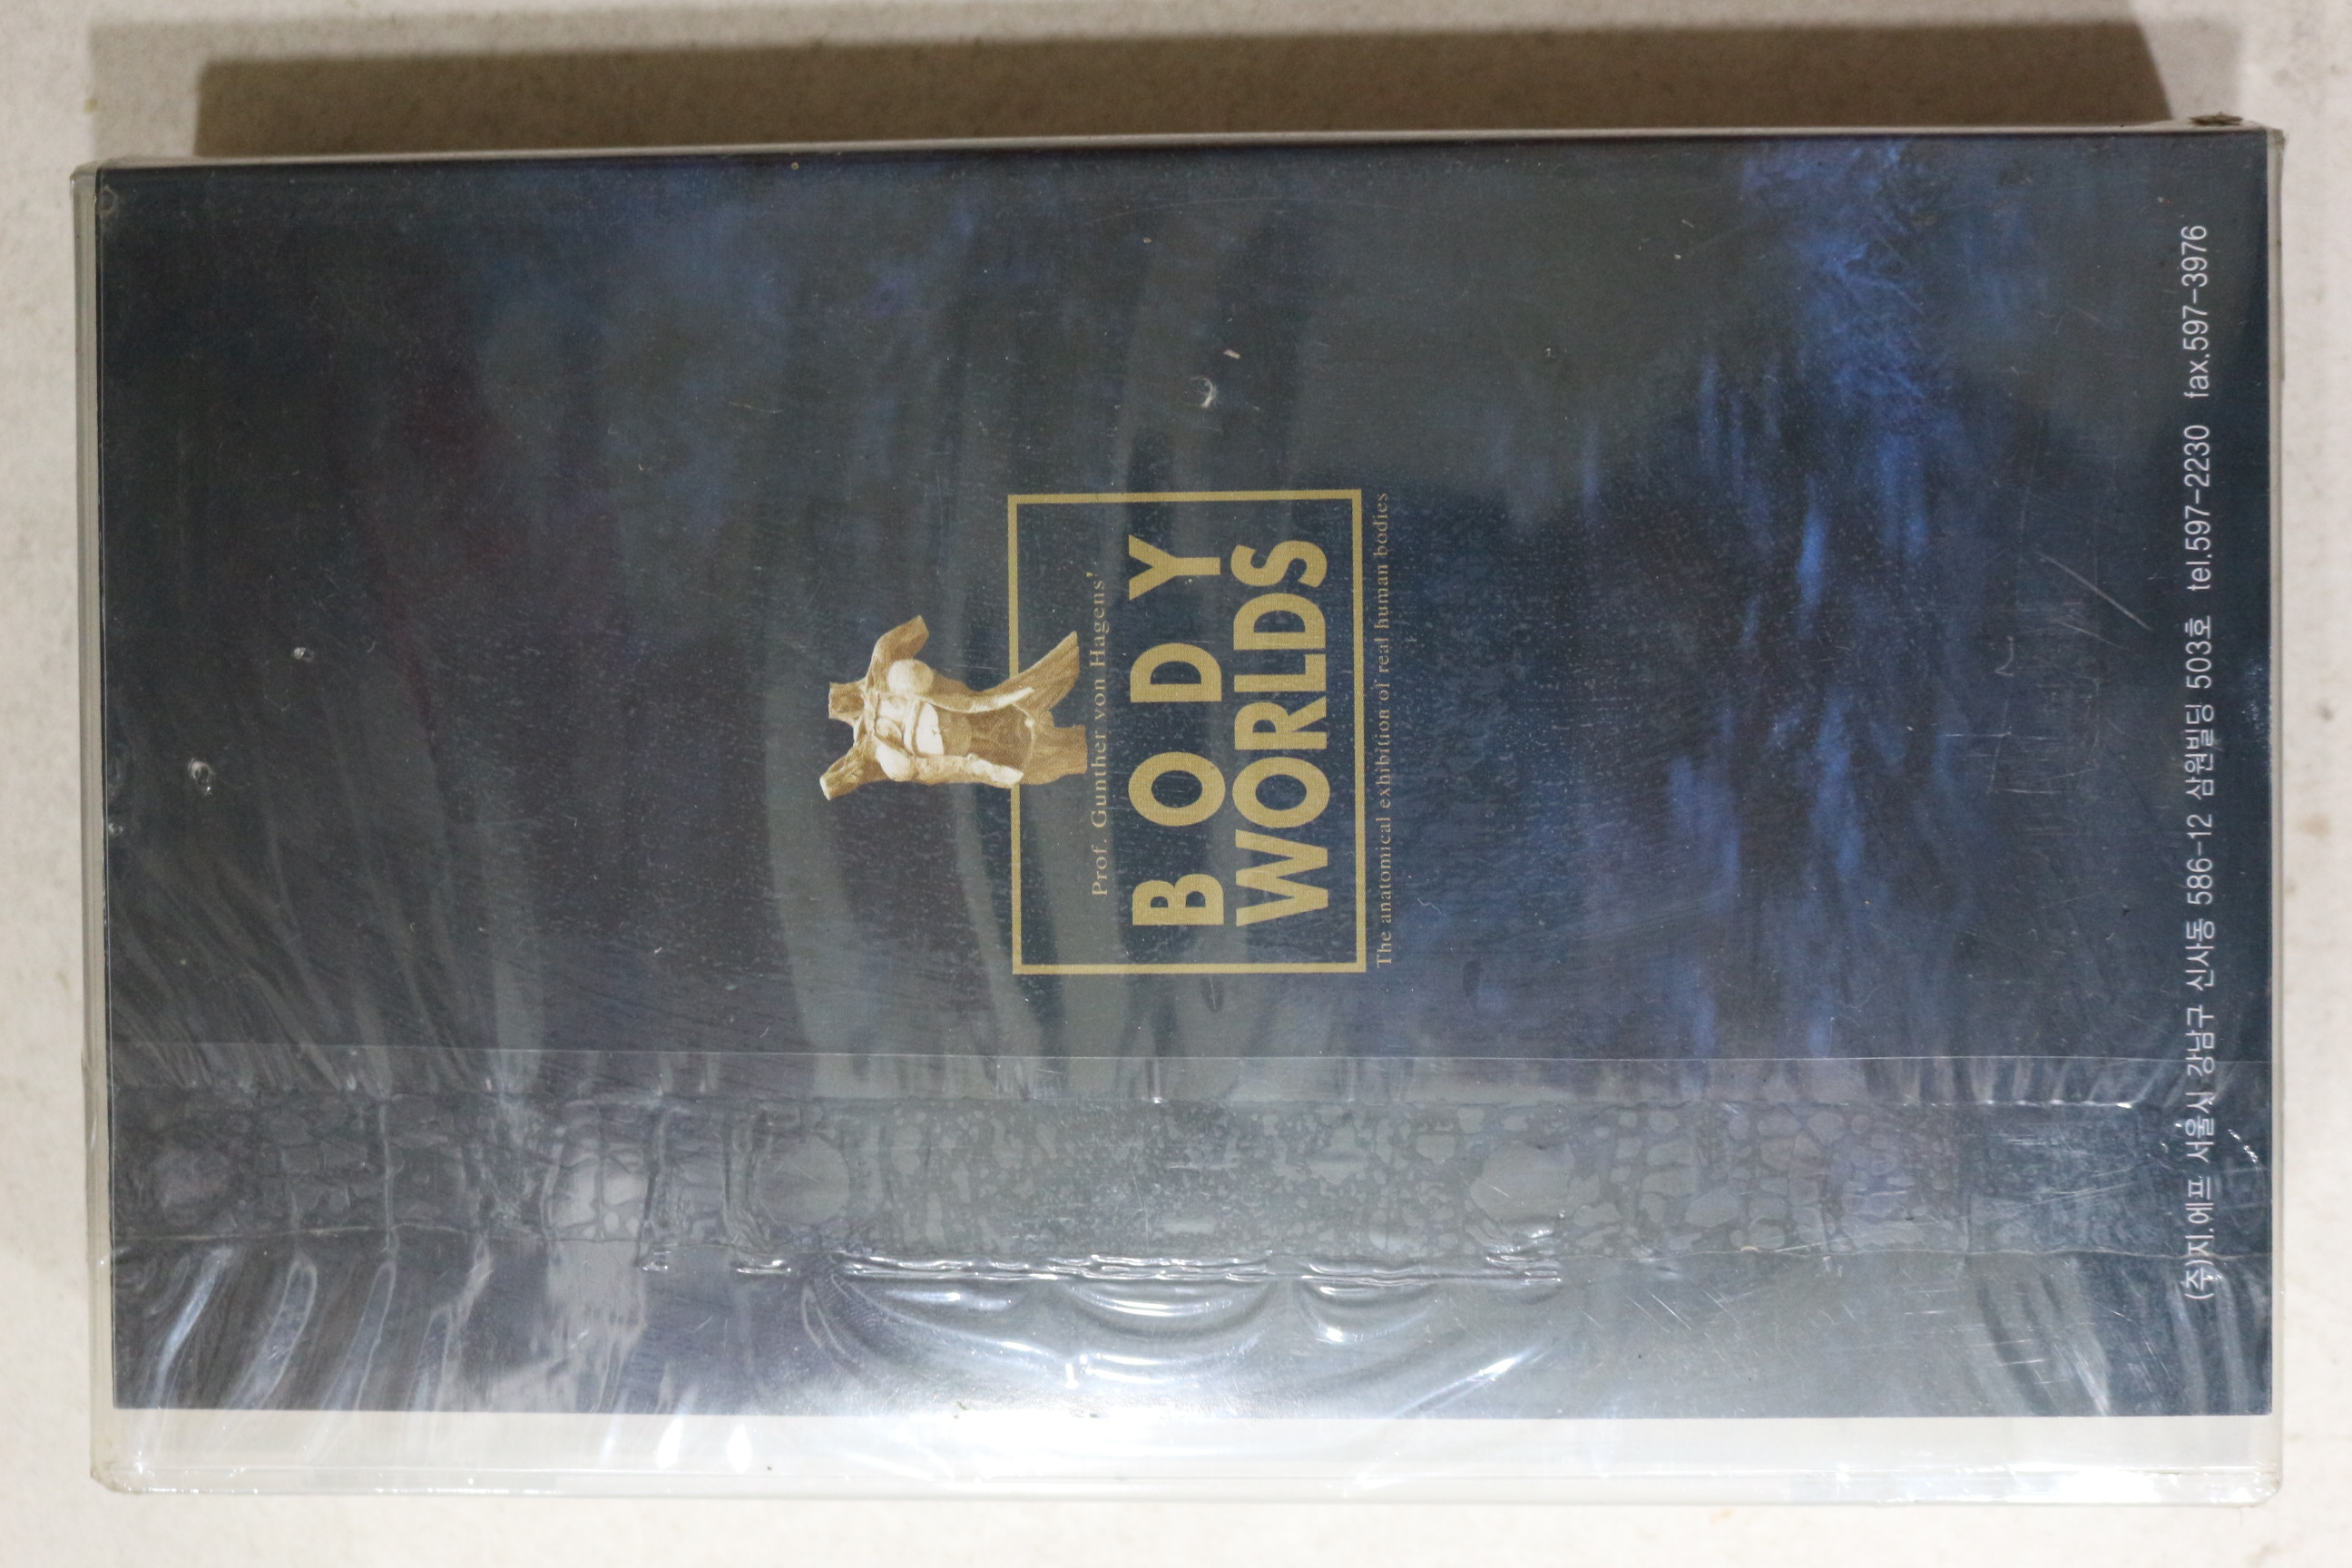 Prof. Gunther von Hagens'
BODY
WORLDS
The anatomical exhibition of real human bodies
(주)지.에프 서울시 강남구 신사동 586-12 삼원빌딩 503호 tel.597-2230 fax.597-3976